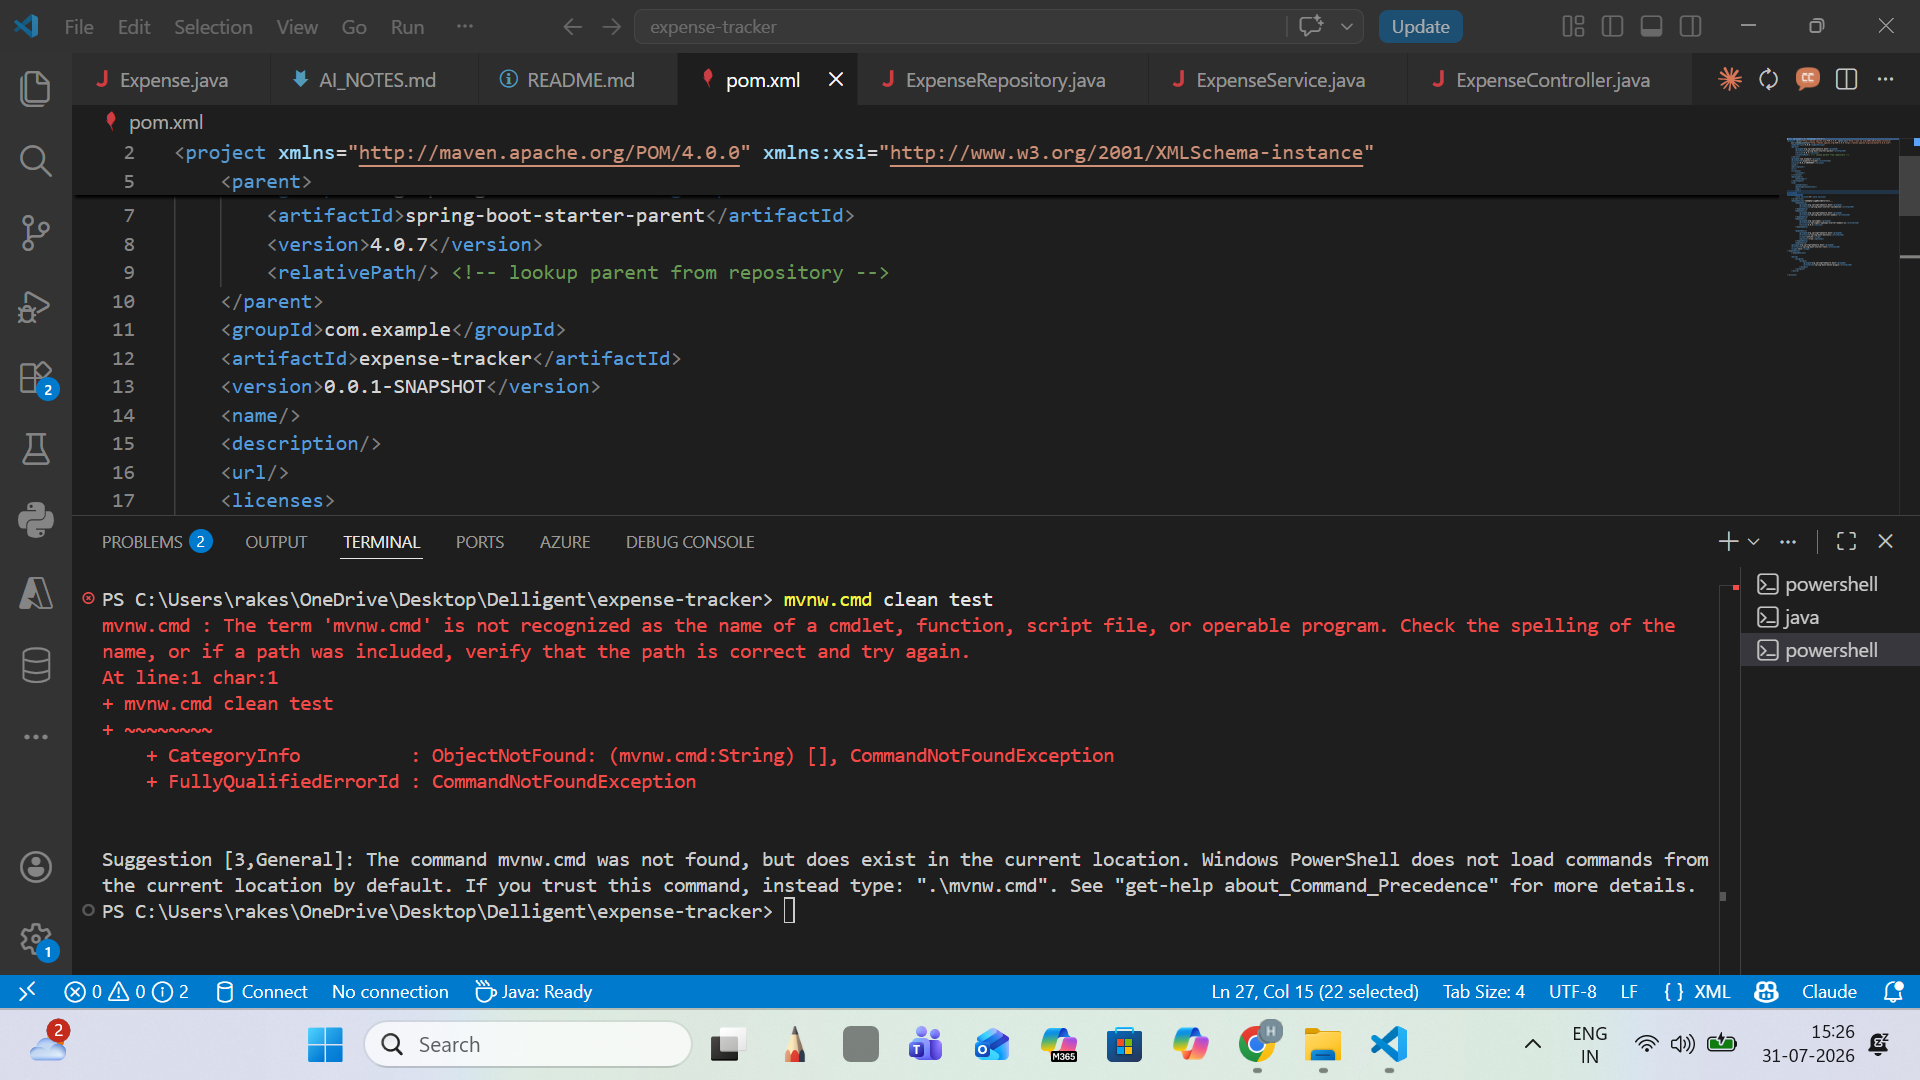 File Edit Selection View Go Run ··· expense-tracker Update
Expense.java AI_NOTES.md README.md pom.xml ExpenseRepository.java ExpenseService.java ExpenseController.java
pom.xml
2 <project xmlns="http://maven.apache.org/POM/4.0.0" xmlns:xsi="http://www.w3.org/2001/XMLSchema-instance"
5 <parent>
7 <artifactId>spring-boot-starter-parent</artifactId>
8 <version>4.0.7</version>
9 <relativePath/> <!-- lookup parent from repository -->
10 </parent>
11 <groupId>com.example</groupId>
12 <artifactId>expense-tracker</artifactId>
13 <version>0.0.1-SNAPSHOT</version>
14 <name/>
15 <description/>
16 <url/>
17 <licenses>
2
PROBLEMS 2 OUTPUT TERMINAL PORTS AZURE DEBUG CONSOLE
PS C:\Users\rakes\OneDrive\Desktop\Delligent\expense-tracker> mvnw.cmd clean test
mvnw.cmd : The term 'mvnw.cmd' is not recognized as the name of a cmdlet, function, script file, or operable program. Check the spelling of the
name, or if a path was included, verify that the path is correct and try again.
At line:1 char:1
+ mvnw.cmd clean test
+ ~~~~~~~~
+ CategoryInfo : ObjectNotFound: (mvnw.cmd:String) [], CommandNotFoundException
+ FullyQualifiedErrorId : CommandNotFoundException
Suggestion [3,General]: The command mvnw.cmd was not found, but does exist in the current location. Windows PowerShell does not load commands from
the current location by default. If you trust this command, instead type: ".\mvnw.cmd". See "get-help about_Command_Precedence" for more details.
PS C:\Users\rakes\OneDrive\Desktop\Delligent\expense-tracker>
powershell
java
powershell
1
0 0 2 Connect No connection Java: Ready Ln 27, Col 15 (22 selected) Tab Size: 4 UTF-8 LF { } XML Claude
2 Search M365 H ENG
IN
15:26
31-07-2026